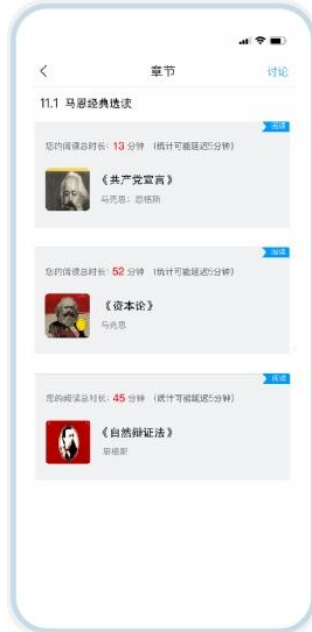 章节
讨论
11.1 马恩经典选读
阅读
您的阅读总时长: 13 分钟 (统计可能延迟5分钟)
《共产党宣言》
马克思; 恩格斯
阅读
您的阅读总时长: 52 分钟 (统计可能延迟5分钟)
《资本论》
马克思
阅读
您的阅读总时长: 45 分钟 (统计可能延迟5分钟)
《自然辩证法》
恩格斯